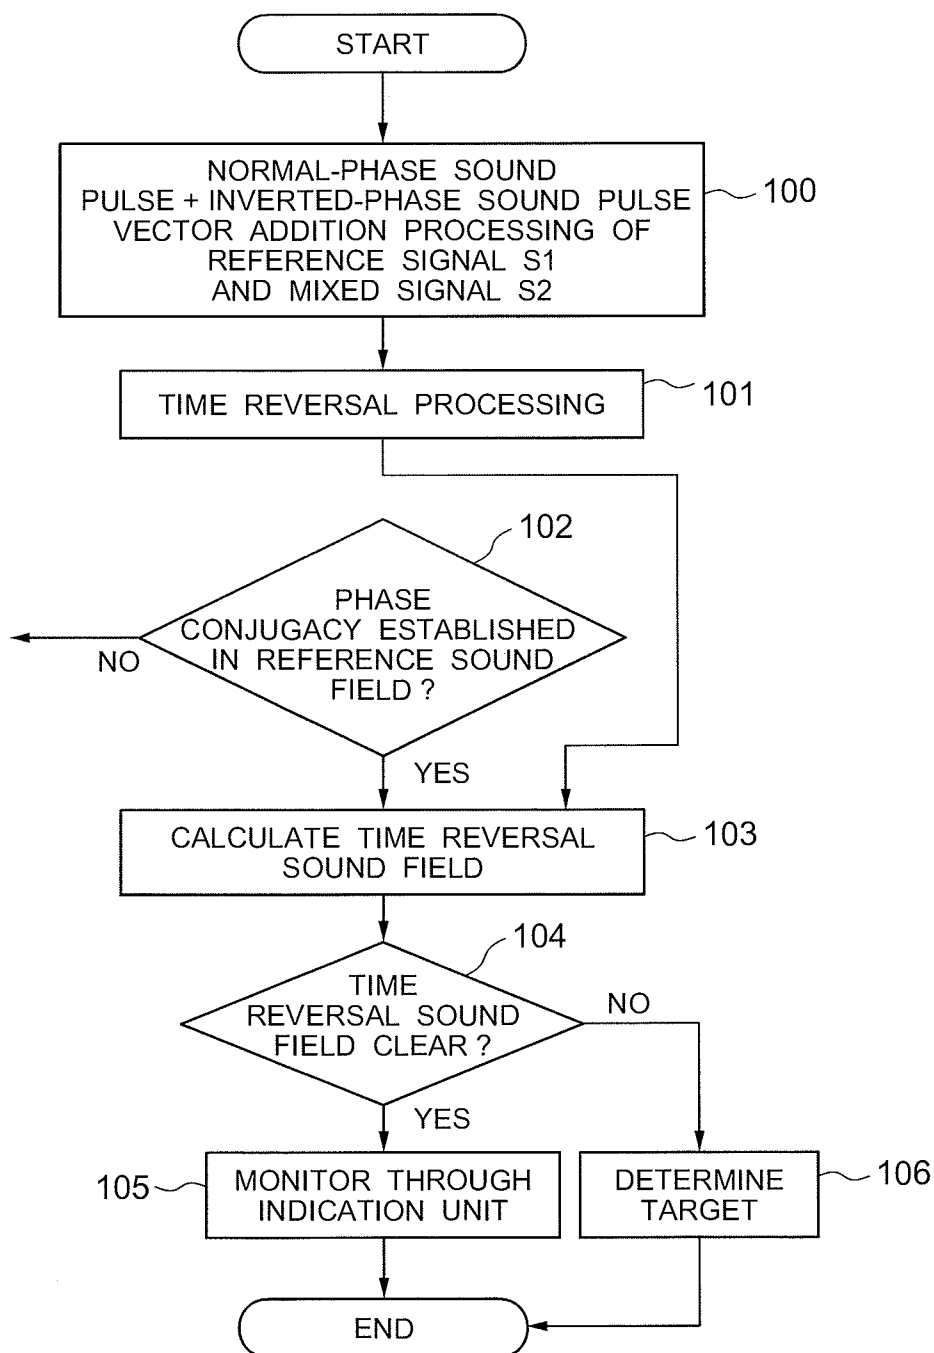 START
NORMAL-PHASE SOUND
PULSE + INVERTED-PHASE SOUND PULSE
VECTOR ADDITION PROCESSING OF
REFERENCE SIGNAL S1
AND MIXED SIGNAL S2
100
TIME REVERSAL PROCESSING
101
102
PHASE
CONJUGACY ESTABLISHED
IN REFERENCE SOUND
FIELD ?
NO
YES
CALCULATE TIME REVERSAL
SOUND FIELD
103
104
TIME
REVERSAL SOUND
FIELD CLEAR ?
NO
YES
105
MONITOR THROUGH
INDICATION UNIT
DETERMINE
TARGET
106
END